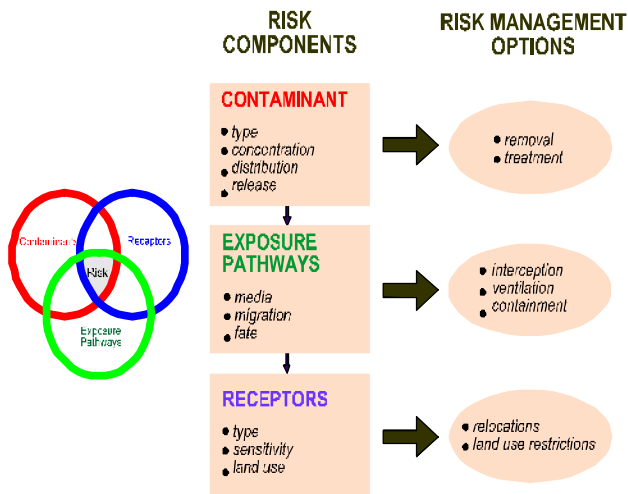 RISK
COMPONENTS
RISK MANAGEMENT
OPTIONS
CONTAMINANT
• type
• concentration
• distribution
• release
•
• removal
• treatment
Contaminants
Receptors
Risk
Exposure
Pathways
EXPOSURE
PATHWAYS
• media
• migration
• fate
• interception
• ventilation
• containment
RECEPTORS
• type
• sensitivity
• land use
• relocations
• land use restrictions